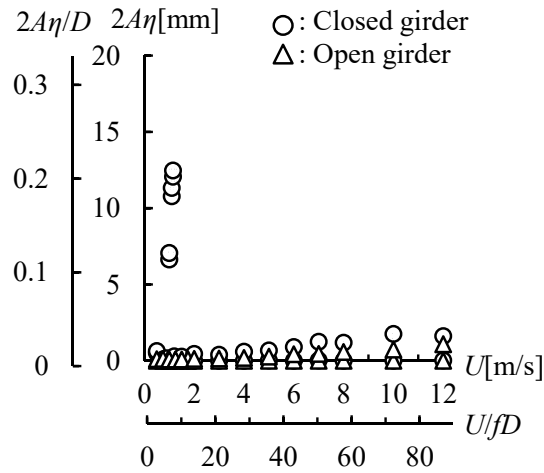 2Aη/D 2Aη[mm] ○: Closed girder
△: Open girder
0.3 20
15
0.2 10
0.1 5
0 0
0 2 4 6 8 10 12 U[m/s]
0 20 40 60 80 U/fD